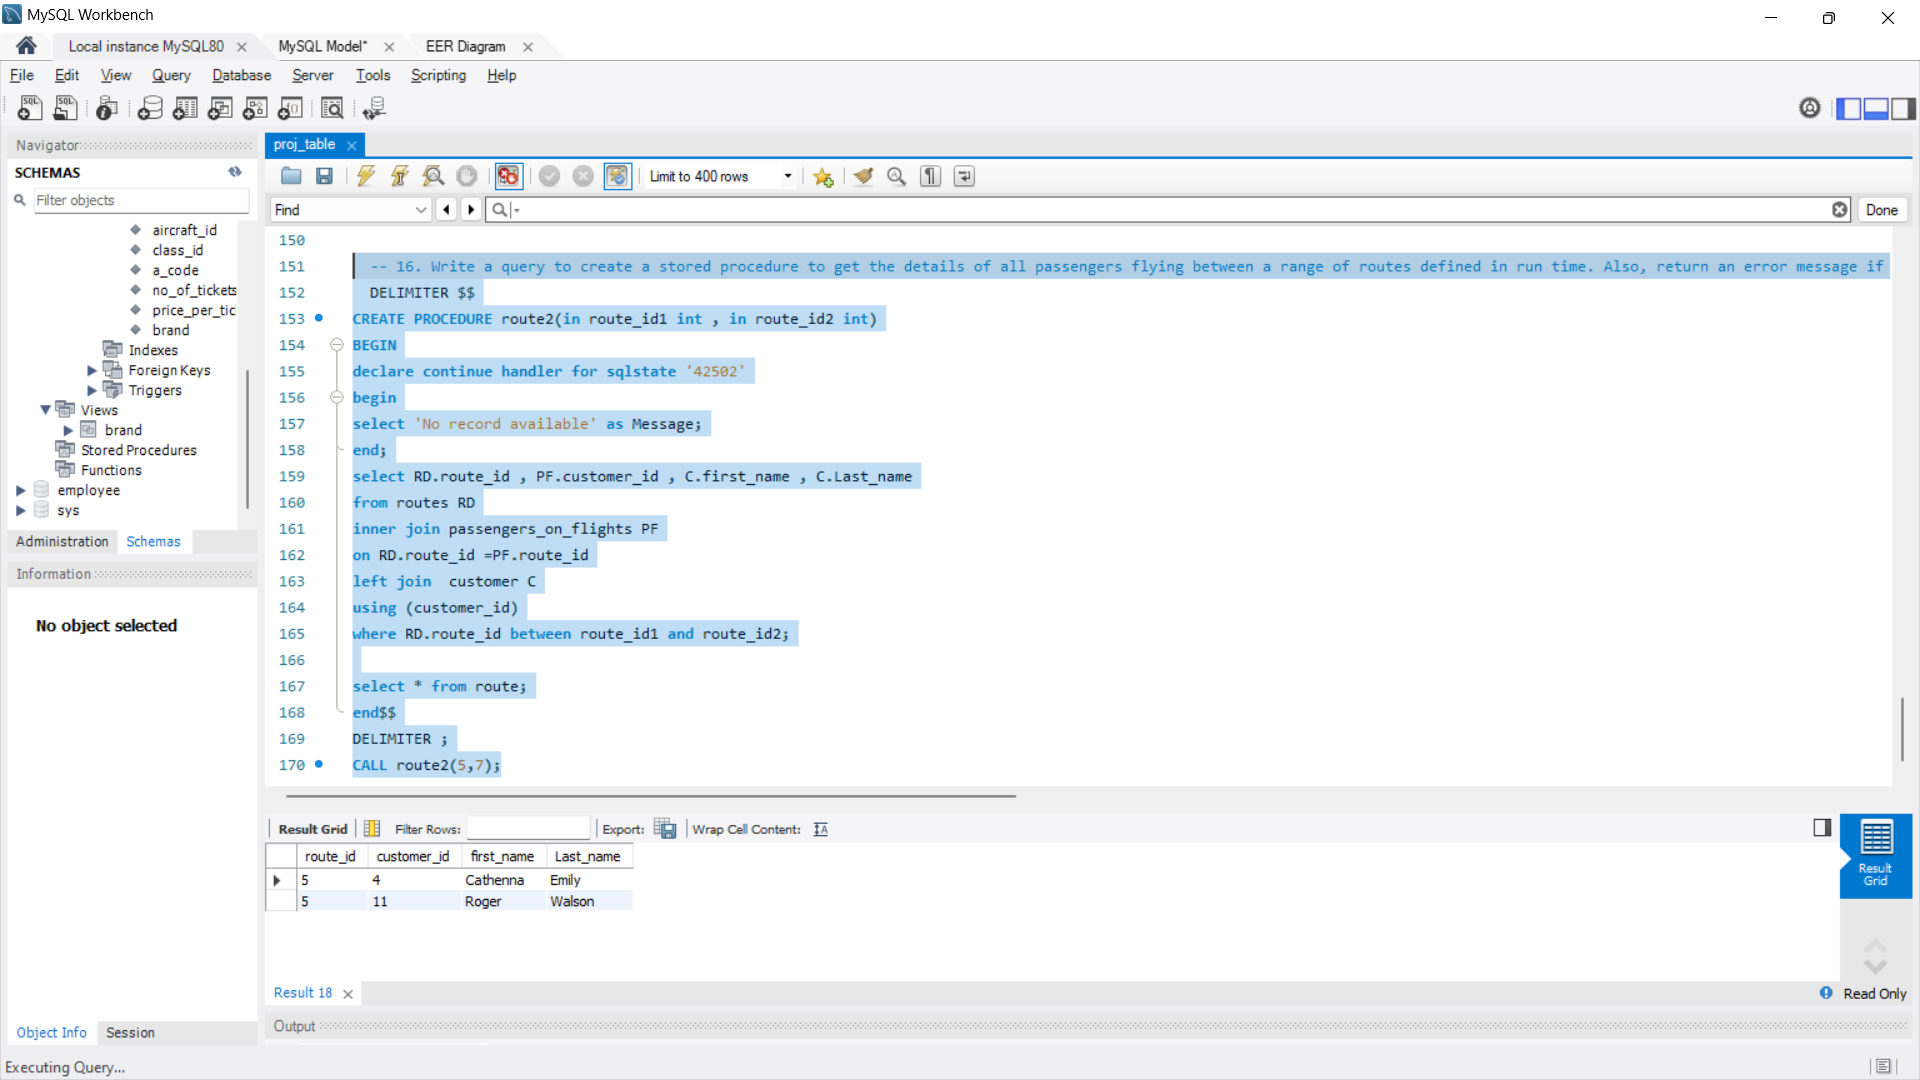 MySQL Workbench
Local instance MySQL80
MySQL Model*
EER Diagram
File Edit View Query Database Server Tools Scripting Help
Navigator
SCHEMAS
Filter objects
aircraft_id
class_id
a_code
no_of_tickets
price_per_tic
brand
Indexes
Foreign Keys
Triggers
Views
brand
Stored Procedures
Functions
employee
sys
Administration Schemas
Information
No object selected
Object Info Session
Executing Query...
proj_table
Limit to 400 rows
Find
Done
150
151 -- 16. Write a query to create a stored procedure to get the details of all passengers flying between a range of routes defined in run time. Also, return an error message if
152 DELIMITER $$
153 CREATE PROCEDURE route2(in route_id1 int , in route_id2 int)
154 BEGIN
155 declare continue handler for sqlstate '42502'
156 begin
157 select 'No record available' as Message;
158 end;
159 select RD.route_id , PF.customer_id , C.first_name , C.Last_name
160 from routes RD
161 inner join passengers_on_flights PF
162 on RD.route_id =PF.route_id
163 left join  customer C
164 using (customer_id)
165 where RD.route_id between route_id1 and route_id2;
166
167 select * from route;
168 end$$
169 DELIMITER ;
170 CALL route2(5,7);
Result Grid Filter Rows: Export: Wrap Cell Content:
route_id customer_id first_name Last_name
5 4 Cathenna Emily
5 11 Roger Walson
Result
Grid
Result 18
Read Only
Output